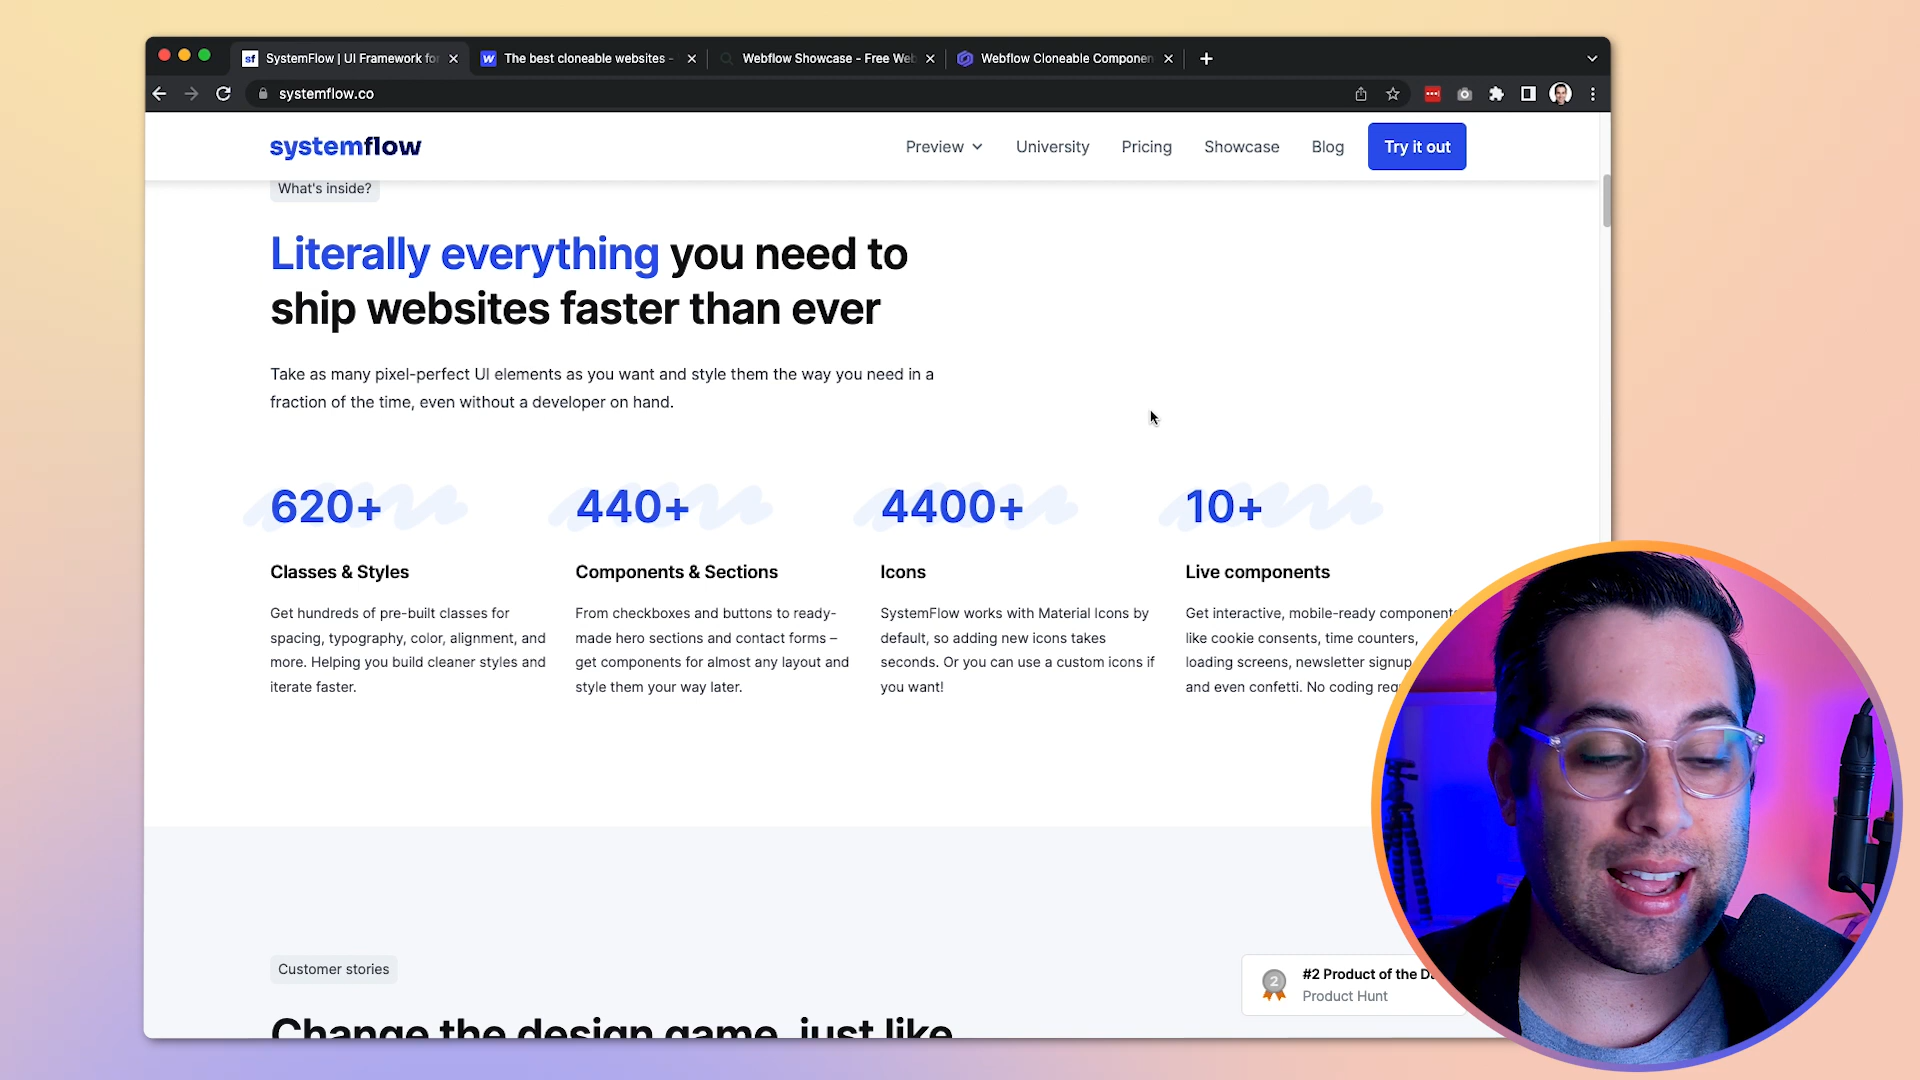 sf SystemFlow | UI Framework for
W The best cloneable websites -
Webflow Showcase - Free Web
Webflow Cloneable Componen
systemflow.co
systemflow
Preview
University
Pricing
Showcase
Blog
Try it out
What's inside?
Literally everything you need to
ship websites faster than ever
Take as many pixel-perfect UI elements as you want and style them the way you need in a
fraction of the time, even without a developer on hand.
620+
Classes & Styles
Get hundreds of pre-built classes for
spacing, typography, color, alignment, and
more. Helping you build cleaner styles and
iterate faster.
440+
Components & Sections
From checkboxes and buttons to ready-
made hero sections and contact forms –
get components for almost any layout and
style them your way later.
4400+
Icons
SystemFlow works with Material Icons by
default, so adding new icons takes
seconds. Or you can use a custom icons if
you want!
10+
Live components
Get interactive, mobile-ready components
like cookie consents, time counters,
loading screens, newsletter signup
and even confetti. No coding req
Customer stories
2
#2 Product of the Da
Product Hunt
Change the design game, just like